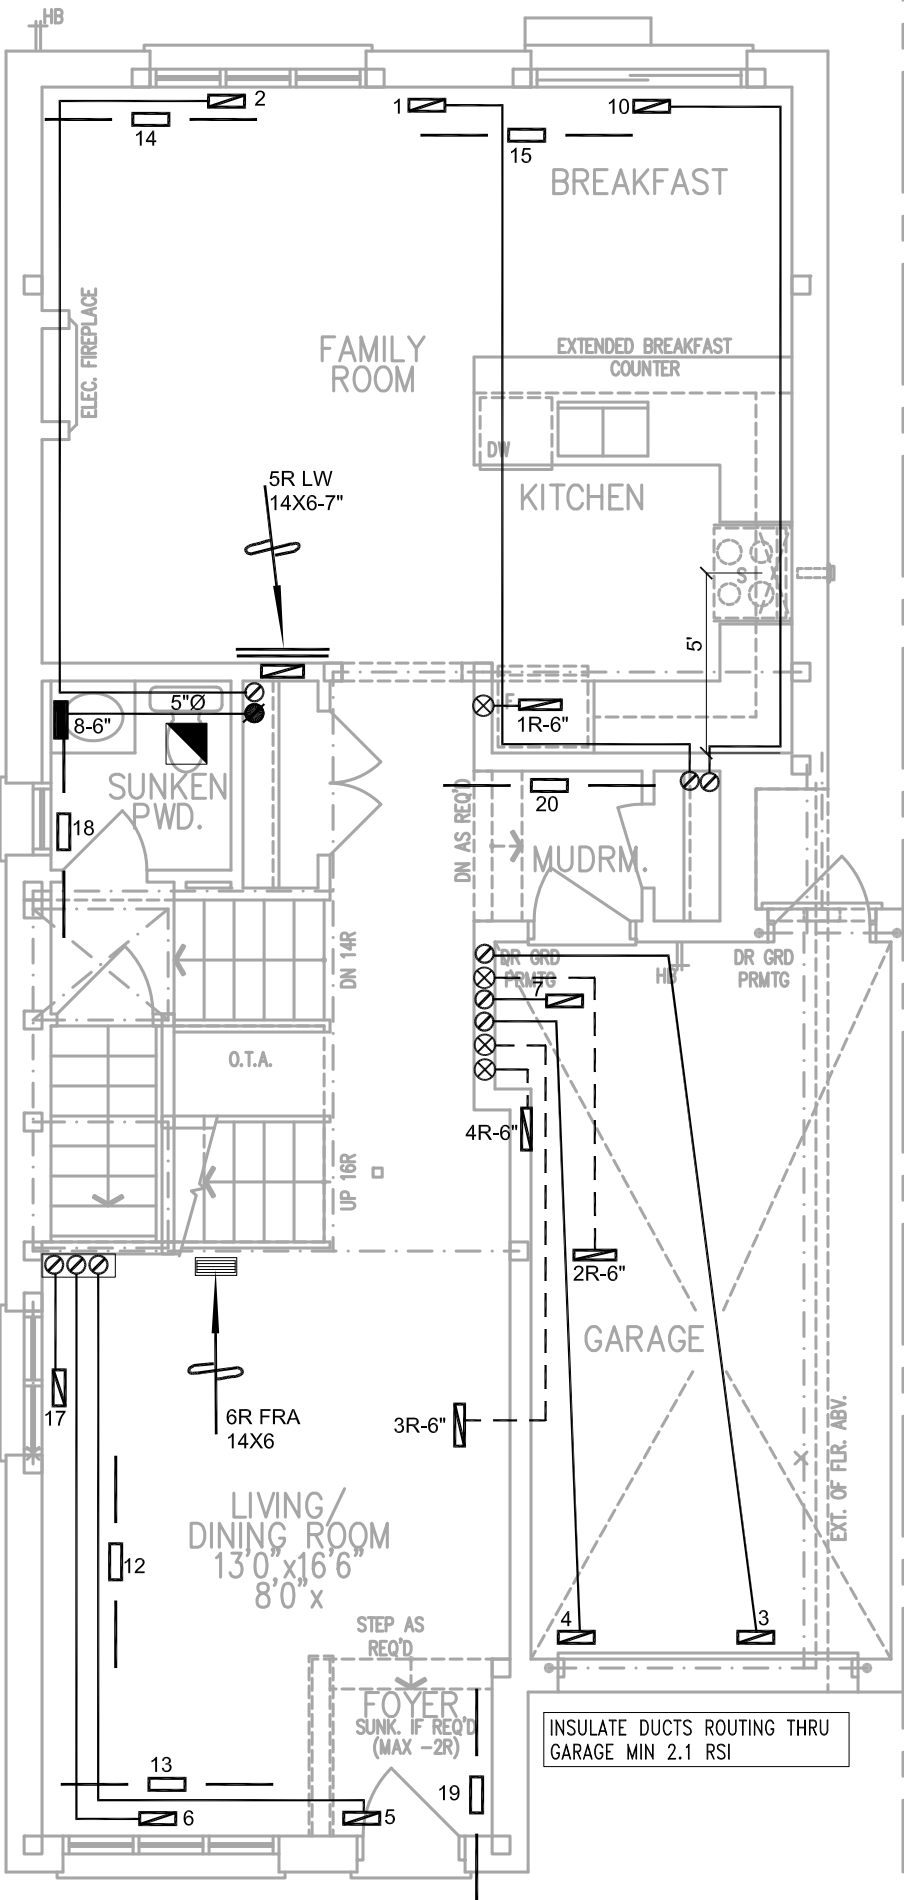 HB
2
1
10
14
15
BREAKFAST
ELEC. FIREPLACE
FAMILY
ROOM
EXTENDED BREAKFAST
COUNTER
DW
5R LW
14X6-7"
KITCHEN
S
5'
5"Ø
8-6"
F
1R-6"
SUNKEN
PWD.
18
20
DN AS REQ'D
MUDRM.
DN 14R
DR GRD
PRMTG
7
HB
DR GRD
PRMTG
O.T.A.
4R-6"
UP 16R
2R-6"
GARAGE
17
6R FRA
14X6
3R-6"
EXT. OF FLR. ABV.
LIVING/
DINING ROOM
13'0"x16'6"
8'0"x
12
STEP AS
REQ'D
4
3
FOYER
SUNK. IF REQ'D
(MAX -2R)
INSULATE DUCTS ROUTING THRU
GARAGE MIN 2.1 RSI
13
19
6
5